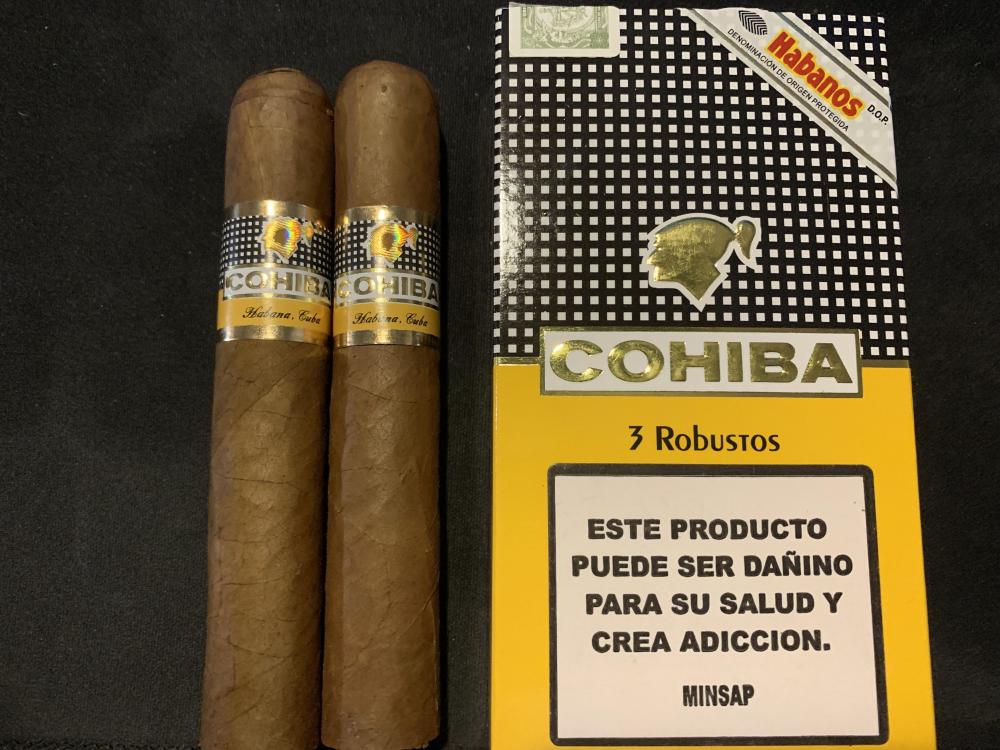 Habanos
DENOMINACIÓN DE ORIGEN PROTEGIDA
D.O.P.
COHIBA
Habana, Cuba
COHIBA
Habana, Cuba
COHIBA
3 Robustos
ESTE PRODUCTO
PUEDE SER DAÑINO
PARA SU SALUD Y
CREA ADICCION.
MINSAP